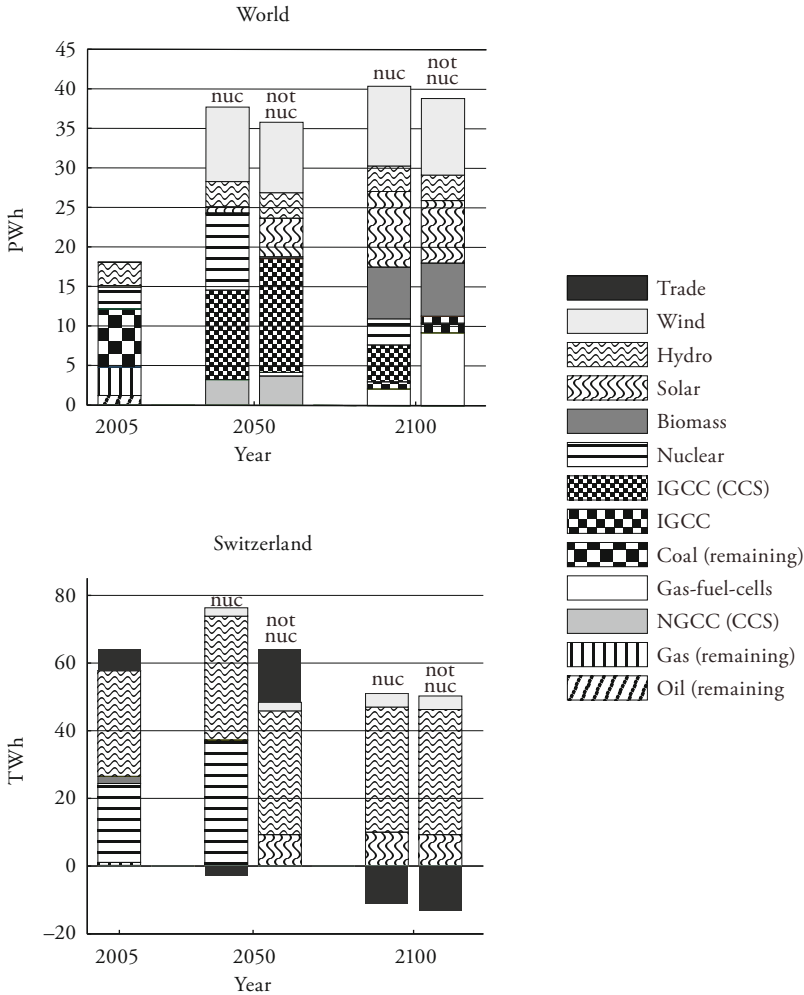 World
45
40
35
30
25
20
15
10
5
0
PWh
nuc
not
nuc
nuc
not
nuc
2005
2050
2100
Year
Trade
Wind
Hydro
Solar
Biomass
Nuclear
IGCC (CCS)
IGCC
Coal (remaining)
Gas-fuel-cells
NGCC (CCS)
Gas (remaining)
Oil (remaining
Switzerland
80
60
40
20
0
–20
TWh
nuc
not
nuc
nuc
not
nuc
2005
2050
2100
Year